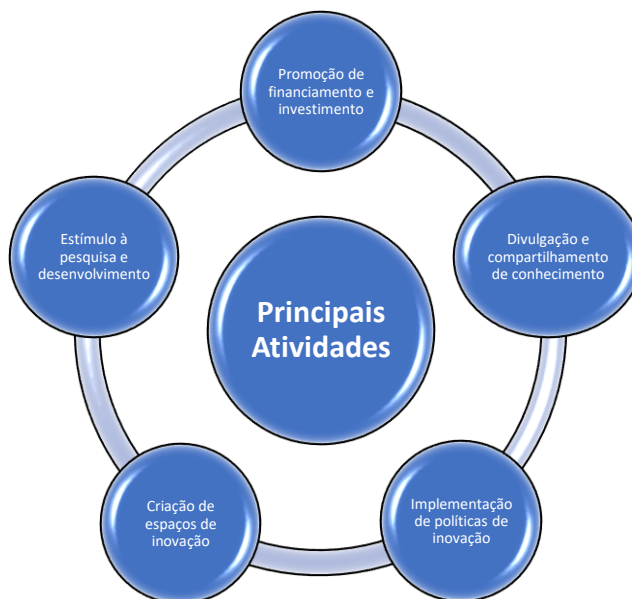 Promoção de
financiamento e
investimento
Divulgação e
compartilhamento
de conhecimento
Implementação
de políticas de
inovação
Criação de
espaços de
inovação
Estímulo à
pesquisa e
desenvolvimento
Principais
Atividades